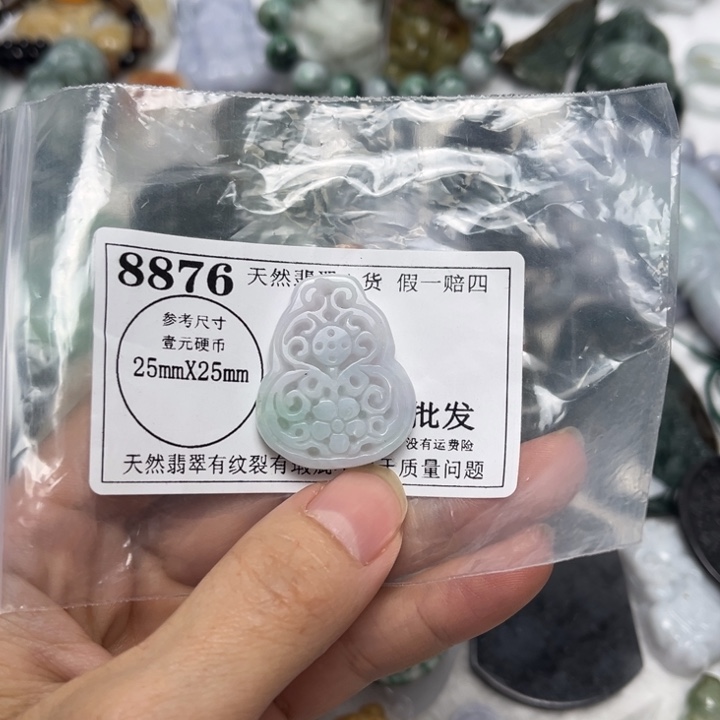 8876 天然翡 货 假一赔四
参考尺寸
壹元硬币
25mmX25mm
批发
没有运费险
天然翡翠有纹裂有瑕 质量问题